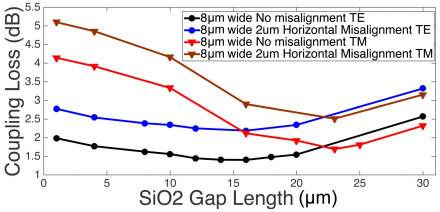 5.5
5
4.5
4
3.5
3
2.5
2
1.5
1
Coupling Loss (dB)
8μm wide No misalignment TE
8μm wide 2um Horizontal Misalignment TE
8μm wide No misalignment TM
8μm wide 2um Horizontal Misalignment TM
0 5 10 15 20 25 30
SiO2 Gap Length (μm)